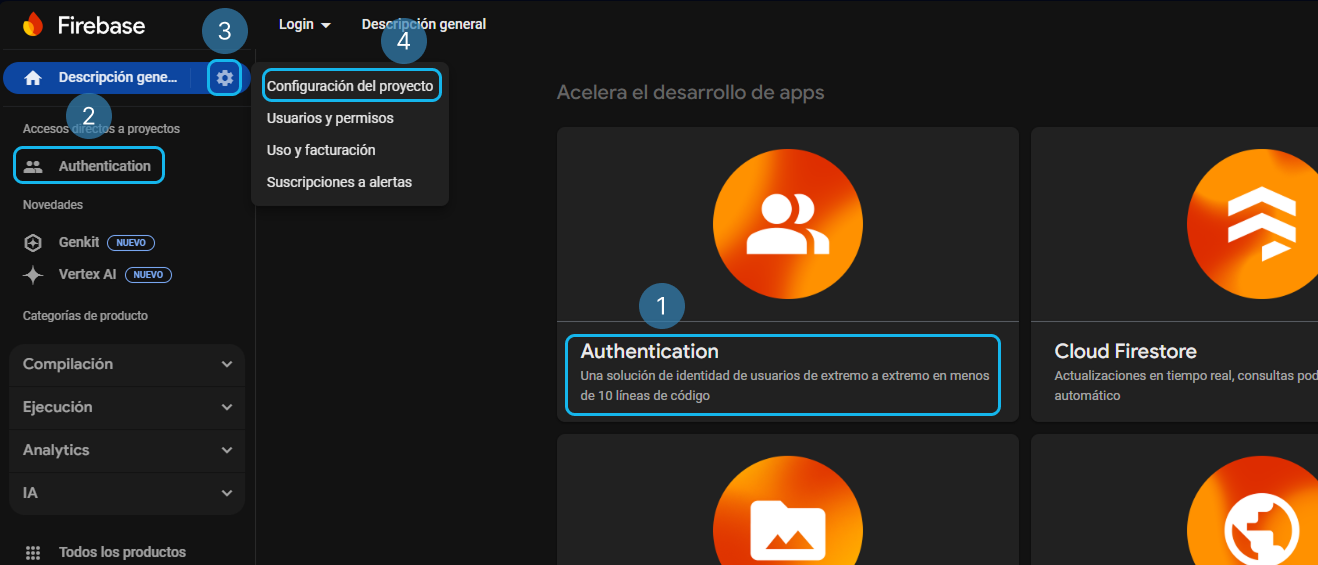 Firebase
3
Login
Descripción general
4
Descripción gene...
Configuración del proyecto
Usuarios y permisos
Uso y facturación
Suscripciones a alertas
2
Accesos directos a proyectos
Authentication
Novedades
Genkit NUEVO
Vertex AI NUEVO
Categorías de producto
Compilación
Ejecución
Analytics
IA
Todos los productos
Acelera el desarrollo de apps
1
Authentication
Una solución de identidad de usuarios de extremo a extremo en menos
de 10 líneas de código
Cloud Firestore
Actualizaciones en tiempo real, consultas pod
automático